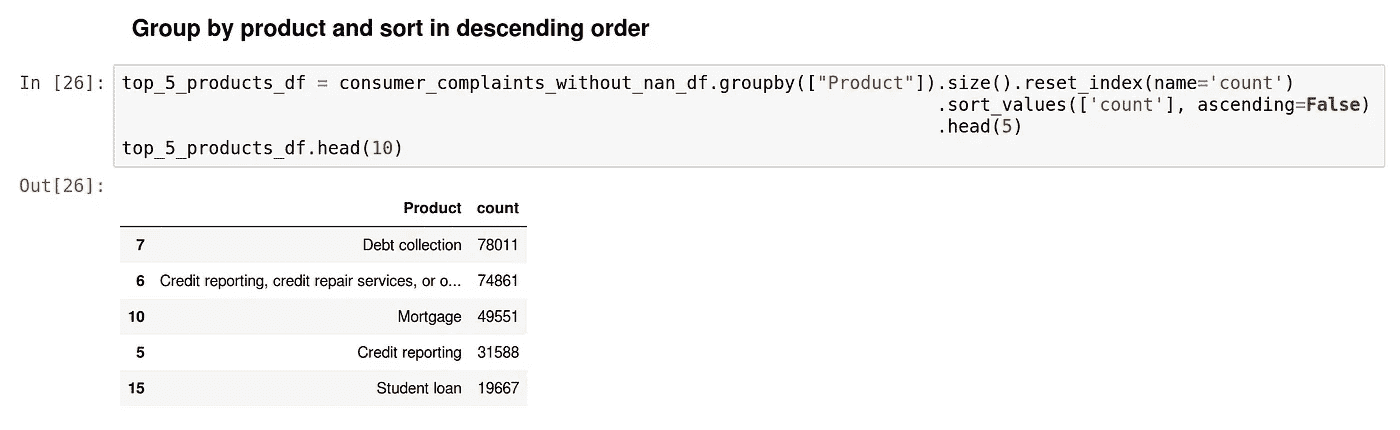 Group by product and sort in descending order
In [26]: top_5_products_df = consumer_complaints_without_nan_df.groupby(["Product"]).size().reset_index(name='count')
.sort_values(['count'], ascending=False)
.head(5)
top_5_products_df.head(10)
Out[26]:
Product count
7 Debt collection 78011
6 Credit reporting, credit repair services, or o... 74861
10 Mortgage 49551
5 Credit reporting 31588
15 Student loan 19667